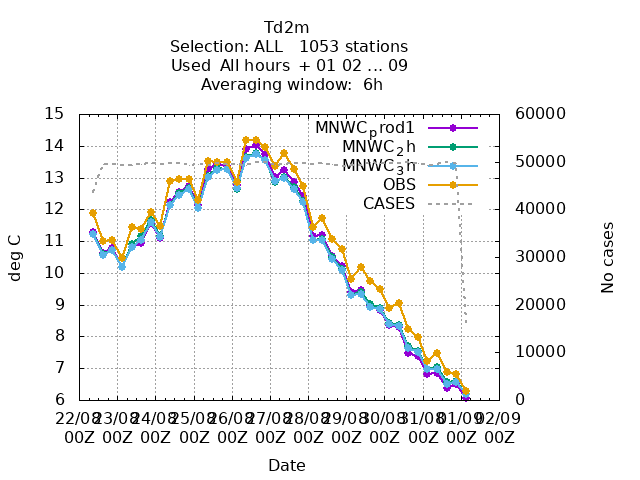 Td2m
Selection: ALL   1053 stations
Used  All hours  + 01 02 ... 09
Averaging window:  6h
15
14
13
12
11
10
9
8
7
6
60000
50000
40000
30000
20000
10000
0
MNWCprod1
MNWC2h
MNWC3h
OBS
CASES
deg C
No cases
22/08 23/08 24/08 25/08 26/08 27/08 28/08 29/08 30/08 31/08 01/09 02/09
00Z 00Z 00Z 00Z 00Z 00Z 00Z 00Z 00Z 00Z 00Z 00Z
Date